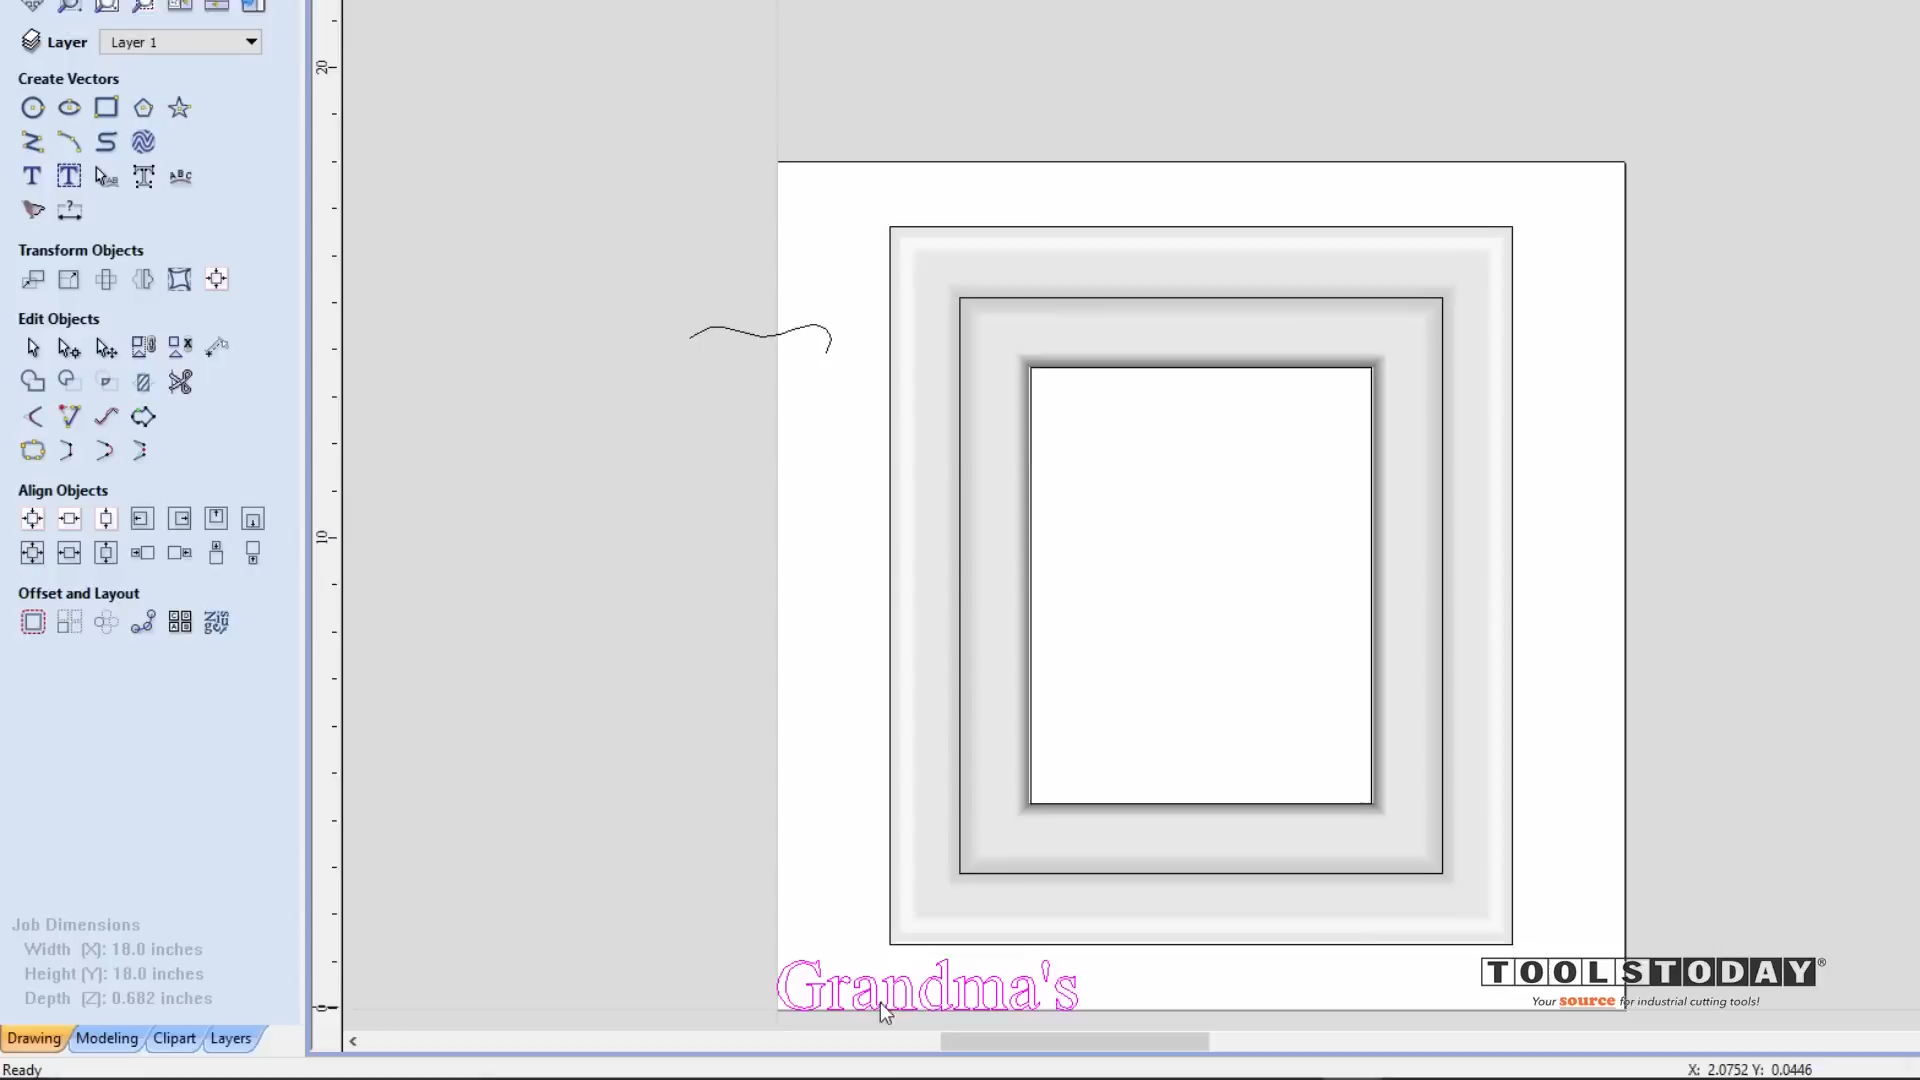 Layer Layer 1
Create Vectors
Transform Objects
Edit Objects
Align Objects
Offset and Layout
Job Dimensions
Width (X): 18.0 inches
Height (Y): 18.0 inches
Depth (Z): 0.682 inches
Drawing Modeling Clipart Layers
Ready
20
10
0
Grandma's
TOOLSTODAY®
Your source for industrial cutting tools!
X: 2.0752 Y: 0.0446